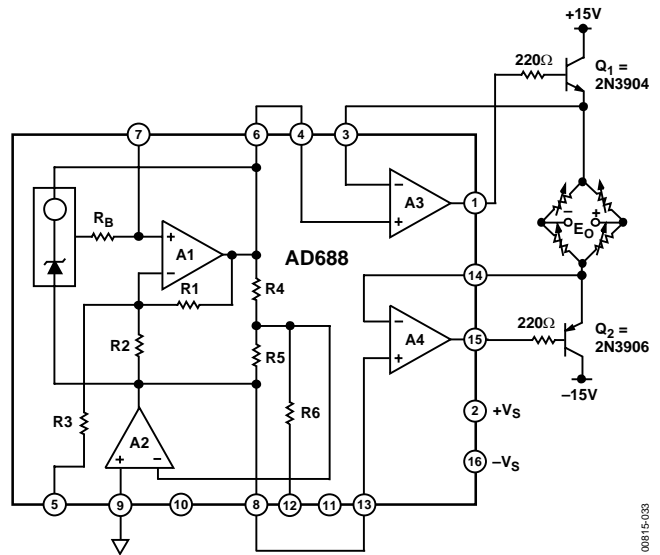 +15V
220Ω
Q1 =
2N3904
7
6
4
3
RB
A1
+
−
R1
AD688
A3
−
+
1
− EO +
R4
R2
R5
14
A4
−
+
15
220Ω
Q2 =
2N3906
−15V
R3
R6
A2
+ −
2
+VS
16
−VS
5
9
10
8
12
11
13
00815-033